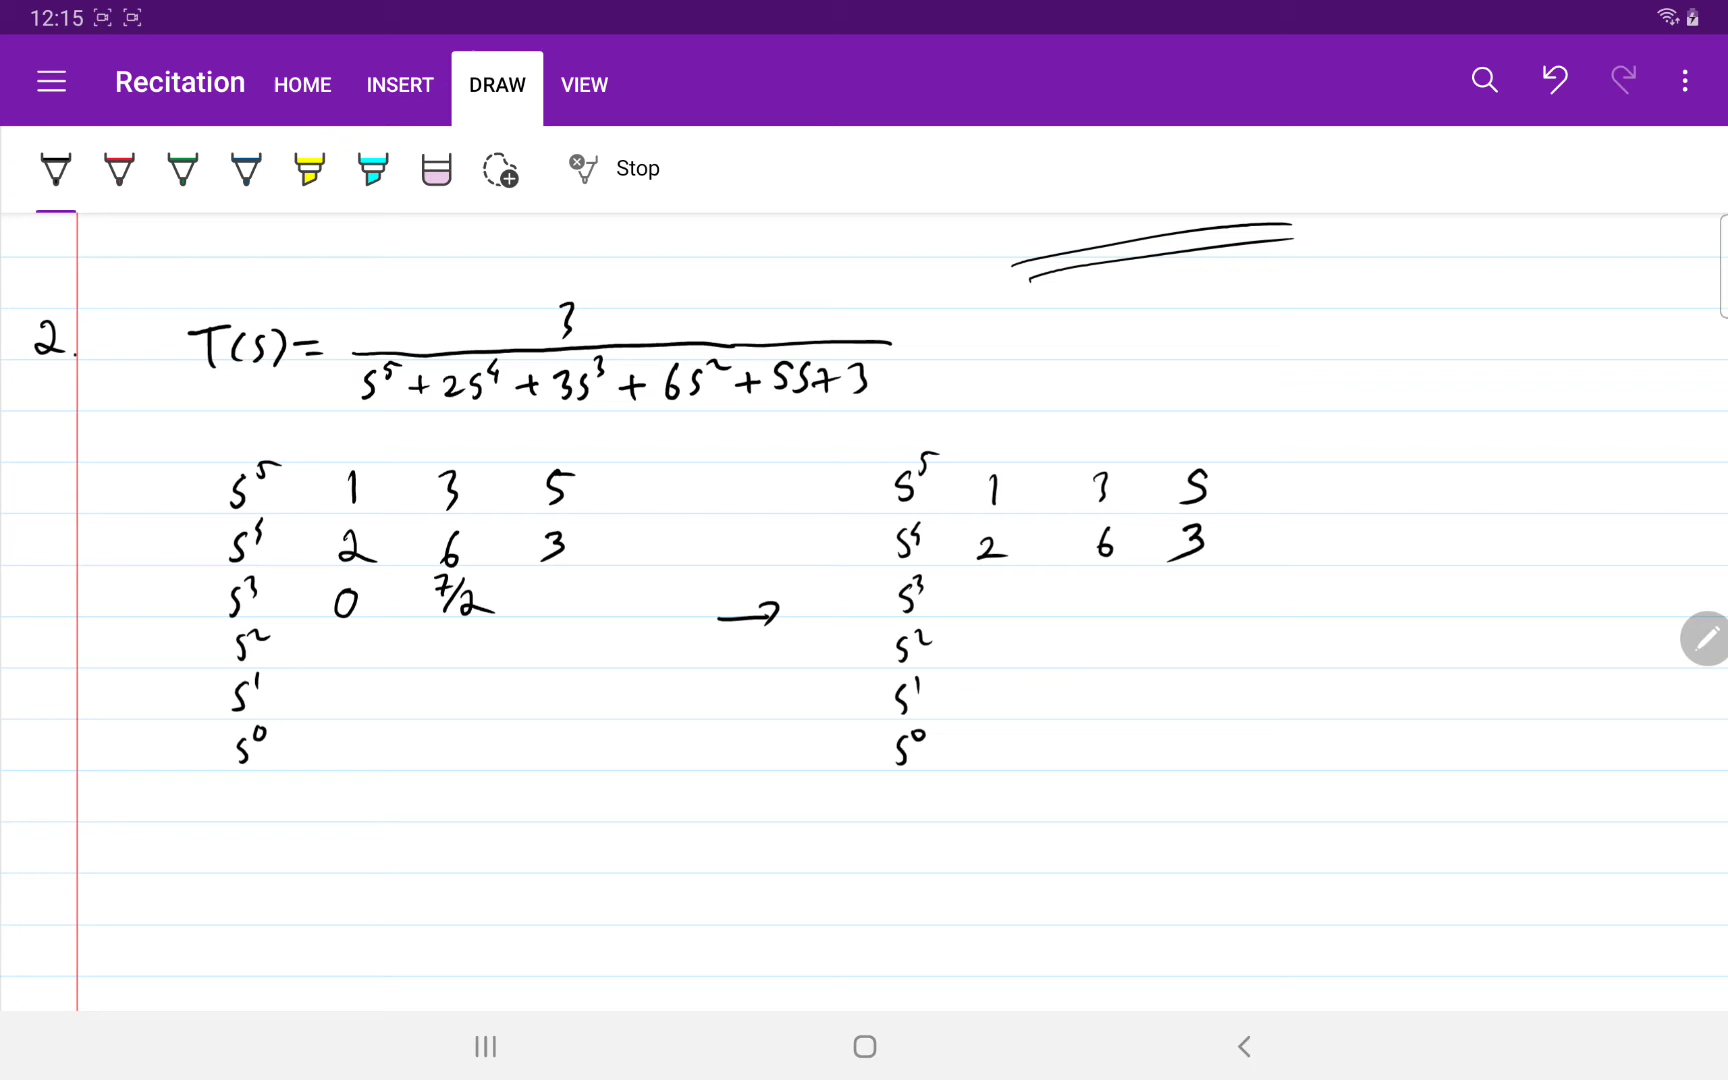 12:15
Recitation HOME INSERT DRAW VIEW
Stop
2. T(s) = 3 / (s⁵ + 2s⁴ + 3s³ + 6s² + 5s + 3)
s⁵ 1 3 5
s⁴ 2 6 3
s³ 0 7/2
s²
s¹
s⁰
→
s⁵ 1 3 5
s⁴ 2 6 3
s³
s²
s¹
s⁰